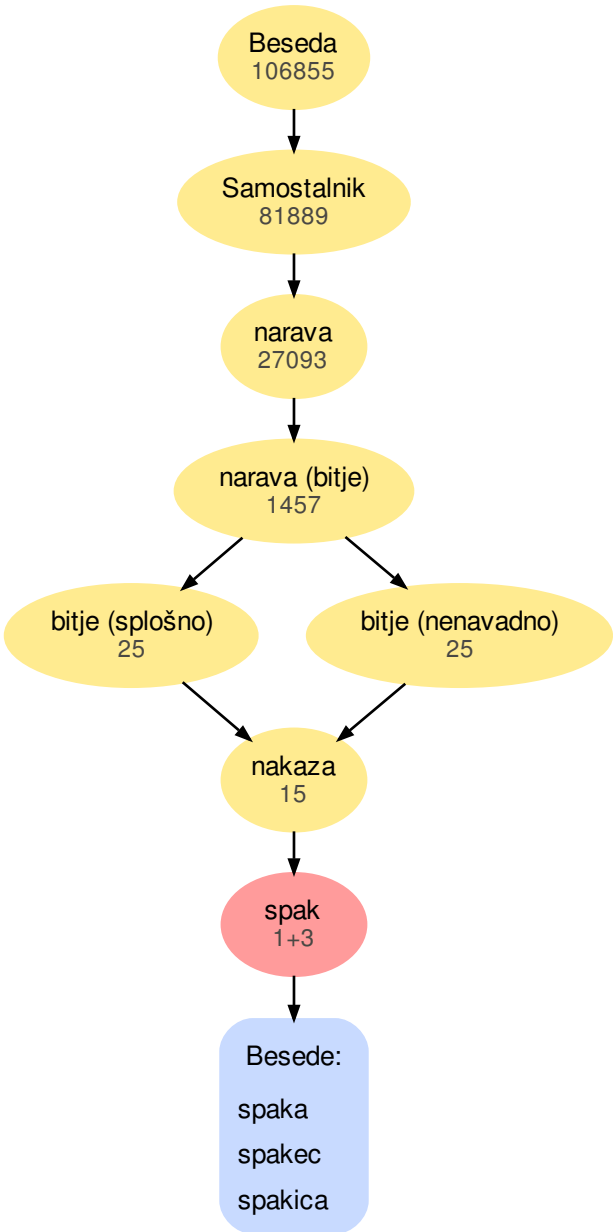 Beseda
106855
Samostalnik
81889
narava
27093
narava (bitje)
1457
bitje (splošno)
25
bitje (nenavadno)
25
nakaza
15
spak
1+3
Besede:
spaka
spakec
spakica